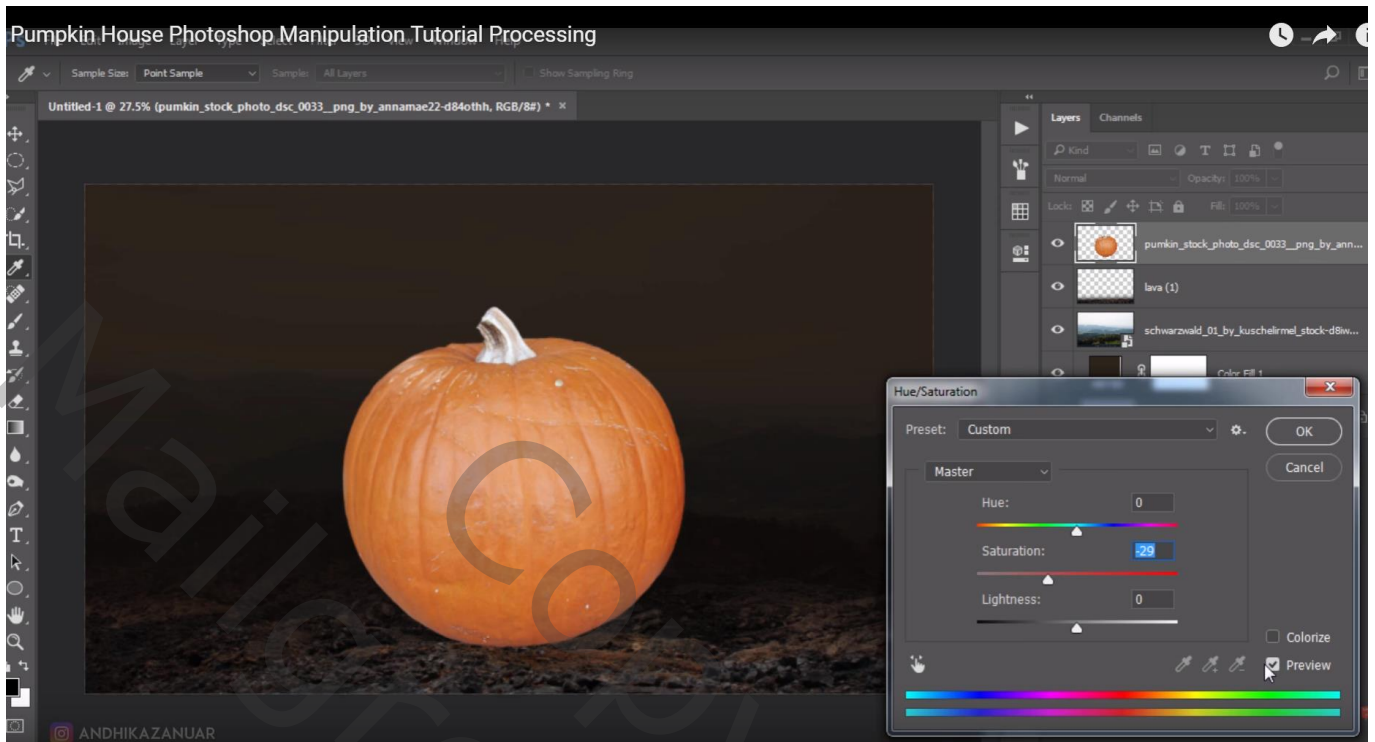 Pumpkin House Photoshop Manipulation Tutorial Processing
Sample Size: Point Sample Sample: All Layers Show Sampling Ring
Untitled-1 @ 27.5% (pumkin_stock_photo_dsc_0033__png_by_annamae22-d84othh, RGB/8#) * ×
Layers Channels
Kind
Normal Opacity: 100%
Lock: Fill: 100%
pumkin_stock_photo_dsc_0033__png_by_ann...
lava (1)
schwarzwald_01_by_kuschelirmel_stock-d8iw...
Color Fill 1
Hue/Saturation
Preset: Custom
OK
Master
Cancel
Hue: 0
Saturation: -29
Lightness: 0
Colorize
Preview
ANDHIKAZANUAR
Copy